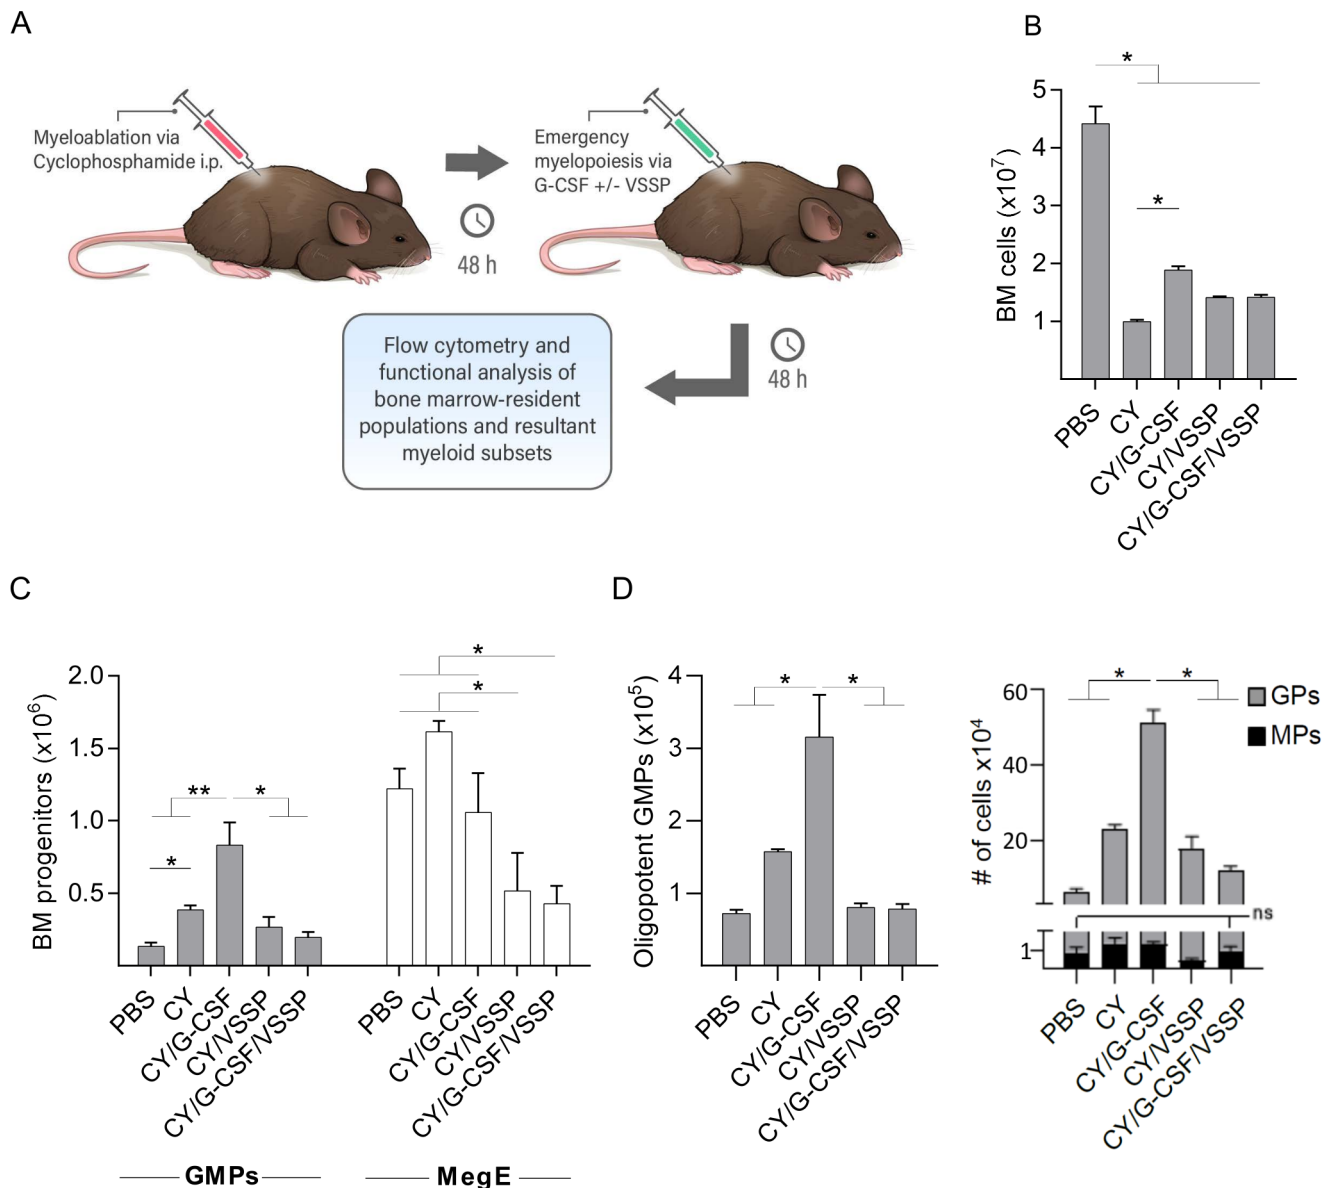 A
Myeloablation via
Cyclophosphamide i.p.
48 h
Emergency
myelopoiesis via
G-CSF +/- VSSP
48 h
Flow cytometry and
functional analysis of
bone marrow-resident
populations and resultant
myeloid subsets
B
BM cells (x10⁷)
5
4
3
2
1
*
*
PBS
CY
CY/G-CSF
CY/VSSP
CY/G-CSF/VSSP
C
BM progenitors (x10⁶)
2.0
1.5
1.0
0.5
*
**
*
*
*
PBS
CY
CY/G-CSF
CY/VSSP
CY/G-CSF/VSSP
GMPs
PBS
CY
CY/G-CSF
CY/VSSP
CY/G-CSF/VSSP
MegE
D
Oligopotent GMPs (x10⁵)
4
3
2
1
*
*
PBS
CY
CY/G-CSF
CY/VSSP
CY/G-CSF/VSSP
# of cells x10⁴
60
40
20
1
*
*
ns
GPs
MPs
PBS
CY
CY/G-CSF
CY/VSSP
CY/G-CSF/VSSP